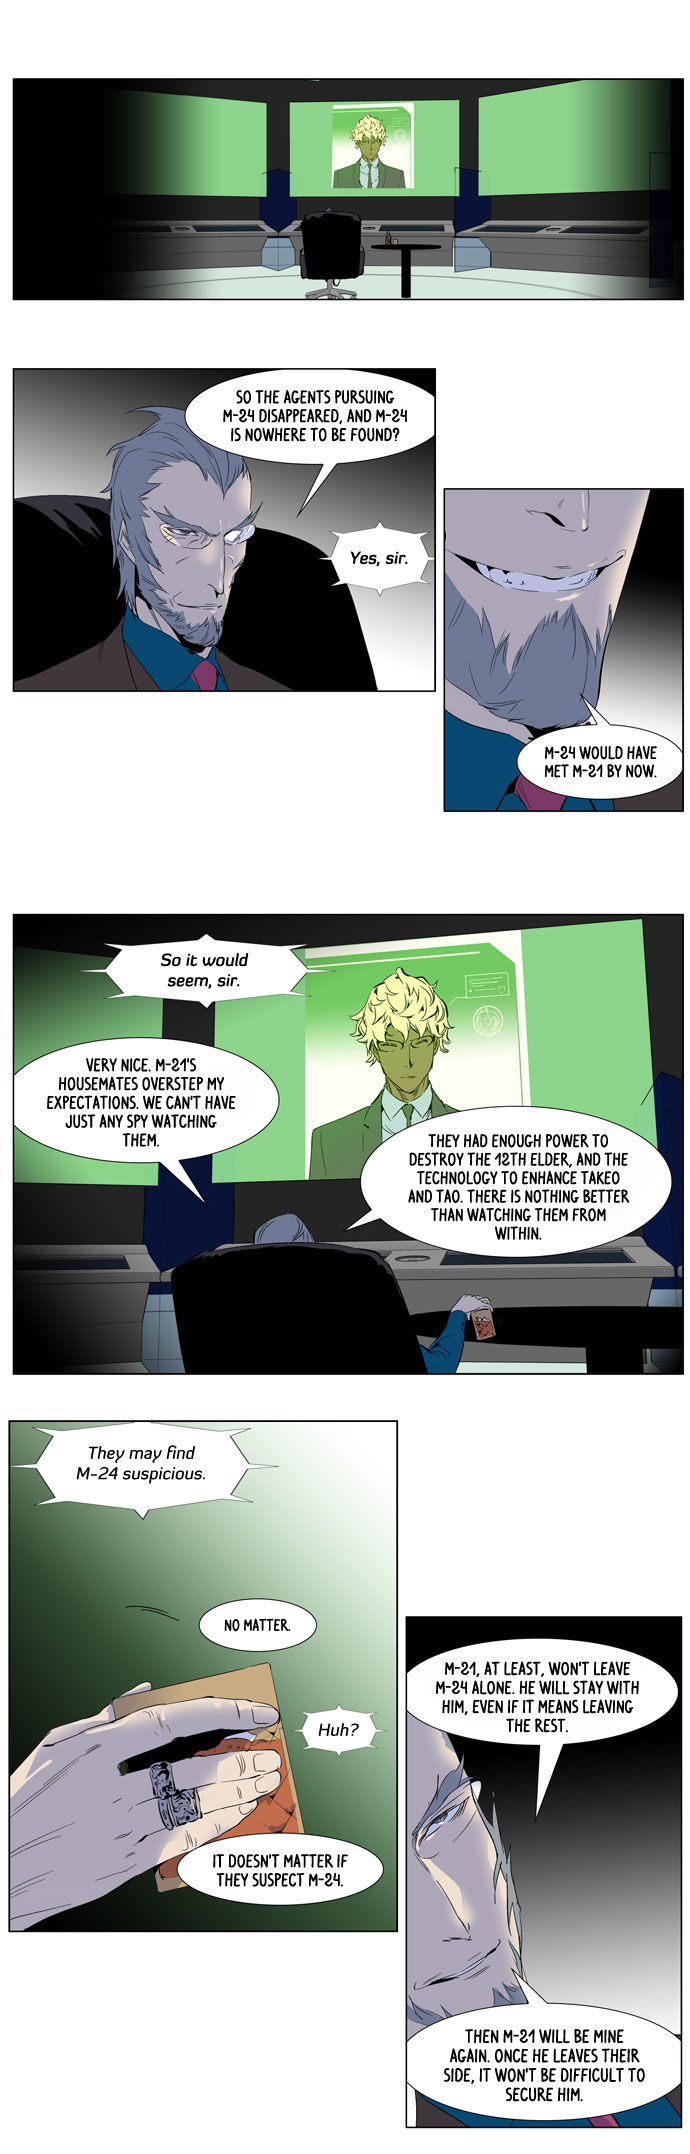 SO THE AGENTS PURSUING
M-24 DISAPPEARED, AND M-24
IS NOWHERE TO BE FOUND?
Yes, sir.
M-24 WOULD HAVE
MET M-21 BY NOW.
So it would
seem, sir.
VERY NICE. M-21'S
HOUSEMATES OVERSTEP MY
EXPECTATIONS. WE CAN'T HAVE
JUST ANY SPY WATCHING
THEM.
THEY HAD ENOUGH POWER TO
DESTROY THE 12TH ELDER, AND THE
TECHNOLOGY TO ENHANCE TAKEO
AND TAO. THERE IS NOTHING BETTER
THAN WATCHING THEM FROM
WITHIN.
They may find
M-24 suspicious.
NO MATTER.
Huh?
IT DOESN'T MATTER IF
THEY SUSPECT M-24.
M-21, AT LEAST, WON'T LEAVE
M-24 ALONE. HE WILL STAY WITH
HIM, EVEN IF IT MEANS LEAVING
THE REST.
THEN M-21 WILL BE MINE
AGAIN. ONCE HE LEAVES THEIR
SIDE, IT WON'T BE DIFFICULT TO
SECURE HIM.